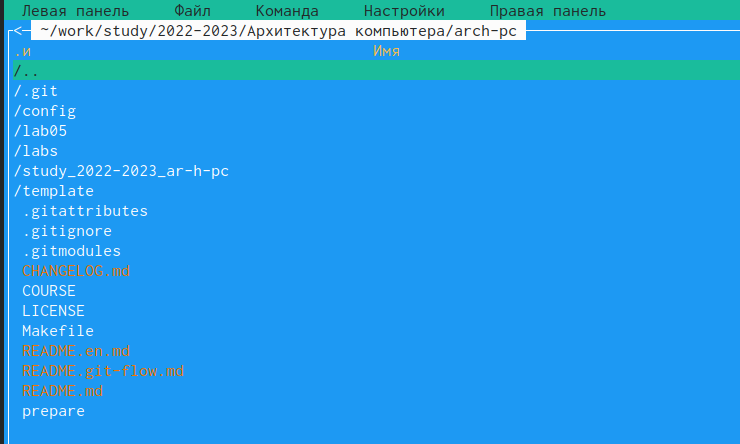 Левая панель Файл Команда Настройки Правая панель
<─ ~/work/study/2022-2023/Архитектура компьютера/arch-pc
.и Имя
/..
/.git
/config
/lab05
/labs
/study_2022-2023_ar-h-pc
/template
.gitattributes
.gitignore
.gitmodules
CHANGELOG.md
COURSE
LICENSE
Makefile
README.en.md
README.git-flow.md
README.md
prepare